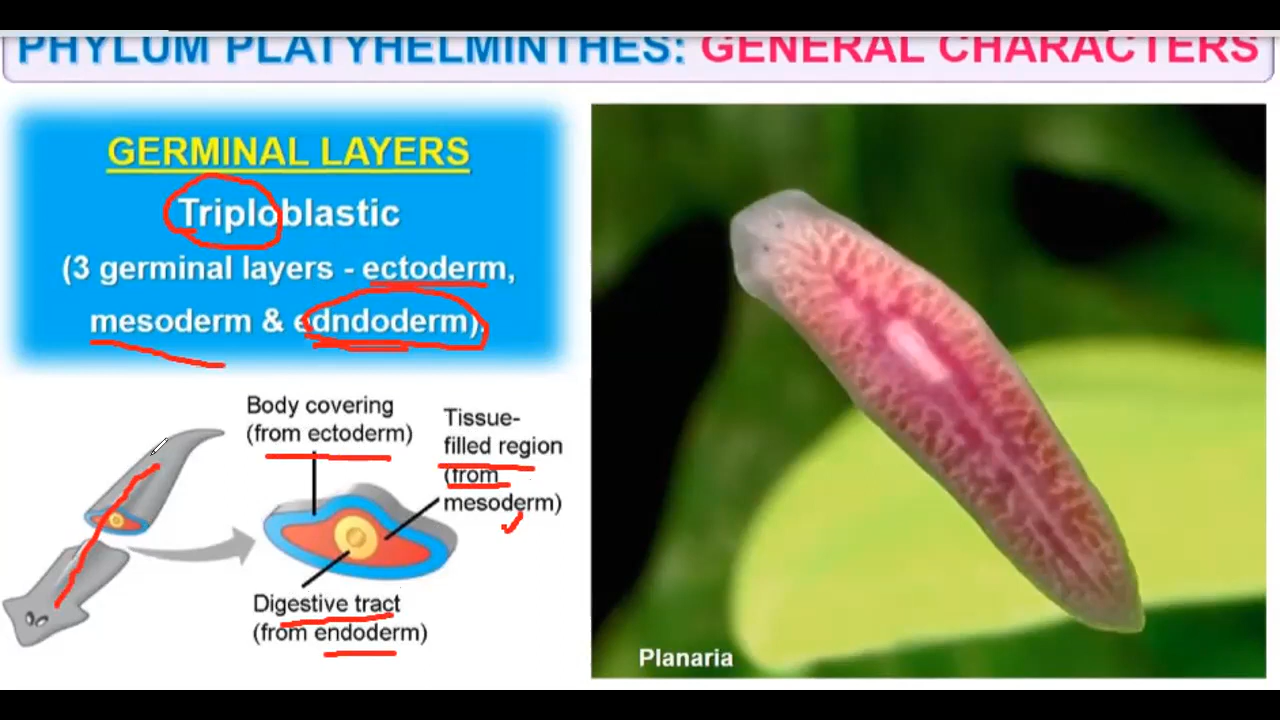 PHYLUM PLATYHELMINTHES: GENERAL CHARACTERS
GERMINAL LAYERS
Triploblastic
(3 germinal layers - ectoderm,
mesoderm & edndoderm)
Body covering
(from ectoderm)
Tissue-
filled region
(from
mesoderm)
Digestive tract
(from endoderm)
Planaria